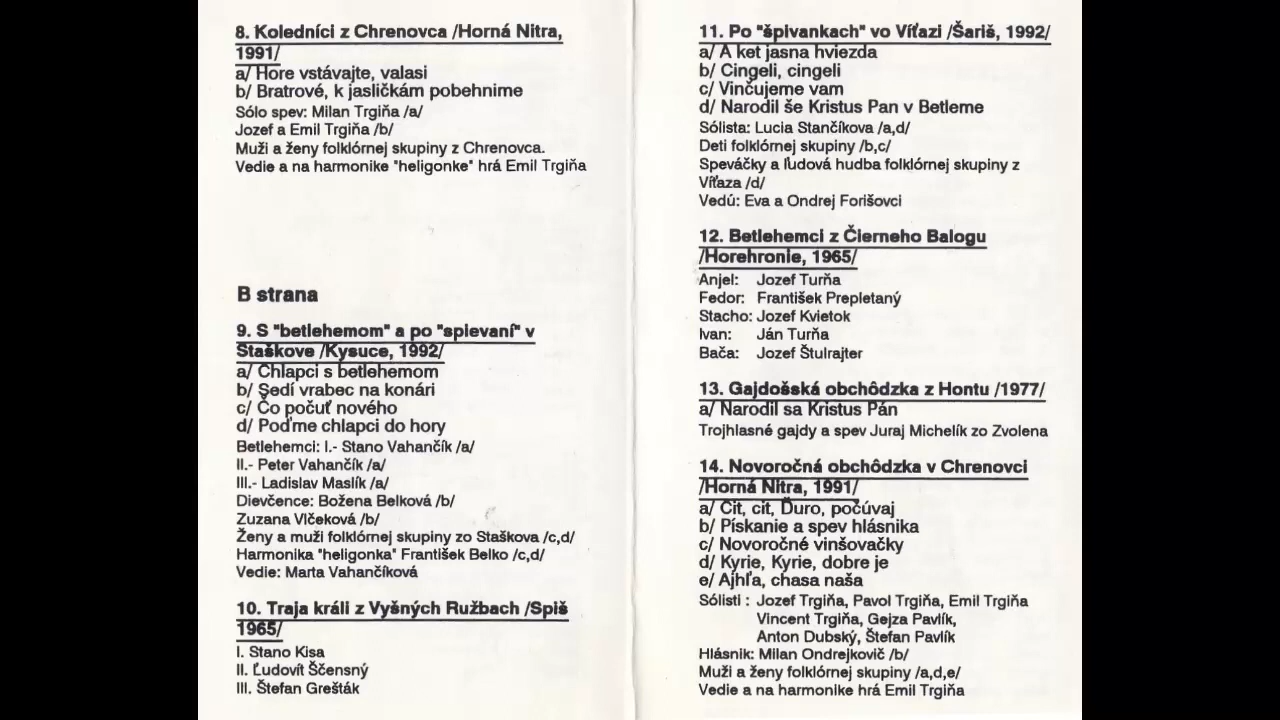 8. Koledníci z Chrenovca /Horná Nitra,
1991/
a/ Hore vstávajte, valasi
b/ Bratrové, k jasličkám pobehnime
Sólo spev: Milan Trgiňa /a/
Jozef a Emil Trgiňa /b/
Muži a ženy folklórnej skupiny z Chrenovca.
Vedie a na harmonike "heligonke" hrá Emil Trgiňa
B strana
9. S "betlehemom" a po "spievaní" v
Staškove /Kysuce, 1992/
a/ Chlapci s betlehemom
b/ Sedí vrabec na konári
c/ Čo počuť nového
d/ Poďme chlapci do hory
Betlehemci: I.- Stano Vahančík /a/
II.- Peter Vahančík /a/
III.- Ladislav Maslík /a/
Dievčence: Božena Belková /b/
Zuzana Vlčeková /b/
Ženy a muži folklórnej skupiny zo Staškova /c,d/
Harmonika "heligonka" František Belko /c,d/
Vedie: Marta Vahančíková
10. Traja králi z Vyšných Ružbach /Spiš
1965/
I. Stano Kisa
II. Ľudovít Ščensný
III. Štefan Grešták
11. Po "špivankach" vo Víťazi /Šariš, 1992/
a/ A ket jasna hviezda
b/ Cingeli, cingeli
c/ Vinčujeme vam
d/ Narodil še Kristus Pan v Betleme
Sólista: Lucia Stančíkova /a,d/
Deti folklórnej skupiny /b,c/
Speváčky a ľudová hudba folklórnej skupiny z
Víťaza /d/
Vedú: Eva a Ondrej Forišovci
12. Betlehemci z Čierneho Balogu
/Horehronie, 1965/
Anjel: Jozef Turňa
Fedor: František Prepletaný
Stacho: Jozef Kvietok
Ivan: Ján Turňa
Bača: Jozef Štulrajter
13. Gajdošská obchôdzka z Hontu /1977/
a/ Narodil sa Kristus Pán
Trojhlasné gajdy a spev Juraj Michelík zo Zvolena
14. Novoročná obchôdzka v Chrenovci
/Horná Nitra, 1991/
a/ Cit, cit, Ďuro, počúvaj
b/ Pískanie a spev hlásnika
c/ Novoročné vinšovačky
d/ Kyrie, Kyrie, dobre je
e/ Ajhľa, chasa naša
Sólisti : Jozef Trgiňa, Pavol Trgiňa, Emil Trgiňa
Vincent Trgiňa, Gejza Pavlík,
Anton Dubský, Štefan Pavlík
Hlásnik: Milan Ondrejkovič /b/
Muži a ženy folklórnej skupiny /a,d,e/
Vedie a na harmonike hrá Emil Trgiňa